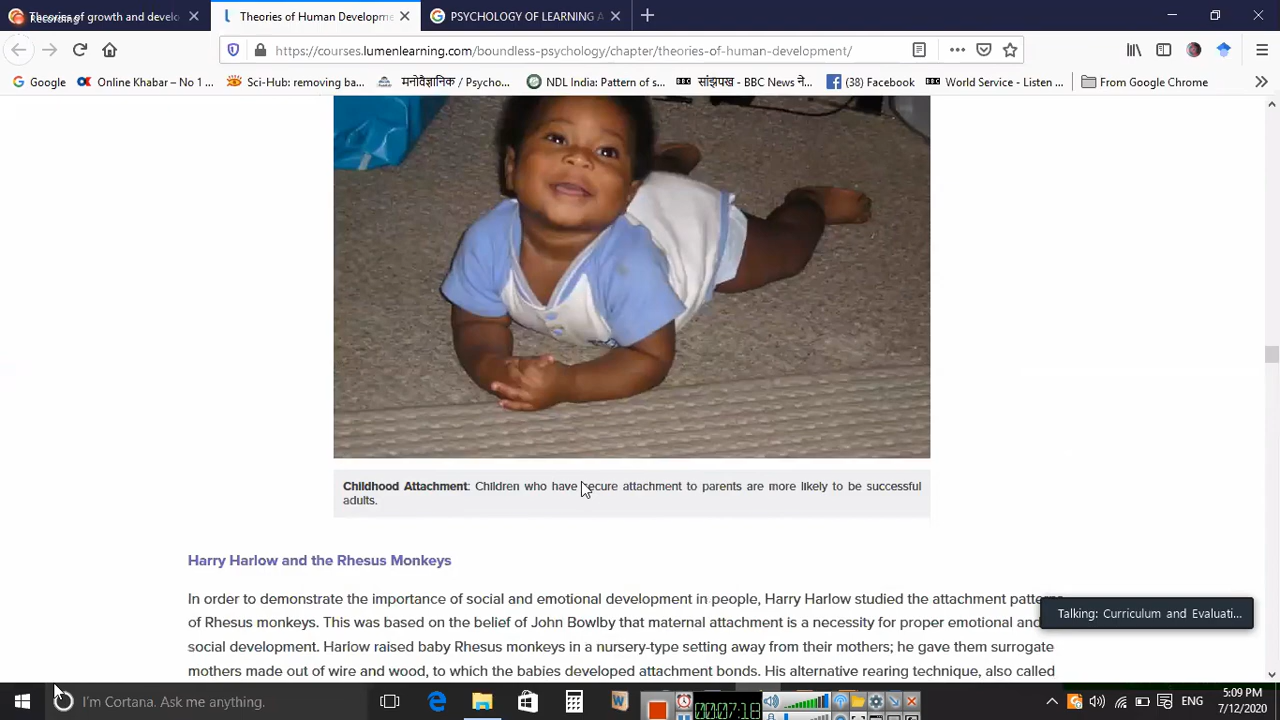 Theories of growth and develo
Theories of Human Developme
PSYCHOLOGY OF LEARNING A
https://courses.lumenlearning.com/boundless-psychology/chapter/theories-of-human-development/
Google
Online Khabar – No 1 ...
Sci-Hub: removing ba...
मनोवैज्ञानिक / Psycho...
NDL India: Pattern of s...
सांझपख - BBC News ने...
(38) Facebook
World Service - Listen ...
From Google Chrome
Childhood Attachment: Children who have secure attachment to parents are more likely to be successful
adults.
Harry Harlow and the Rhesus Monkeys
In order to demonstrate the importance of social and emotional development in people, Harry Harlow studied the attachment patterns
of Rhesus monkeys. This was based on the belief of John Bowlby that maternal attachment is a necessity for proper emotional and
social development. Harlow raised baby Rhesus monkeys in a nursery-type setting away from their mothers; he gave them surrogate
mothers made out of wire and wood, to which the babies developed attachment bonds. His alternative rearing technique, also called
Talking: Curriculum and Evaluati...
I'm Cortana. Ask me anything.
00:07:18
ENG
5:09 PM
7/12/2020